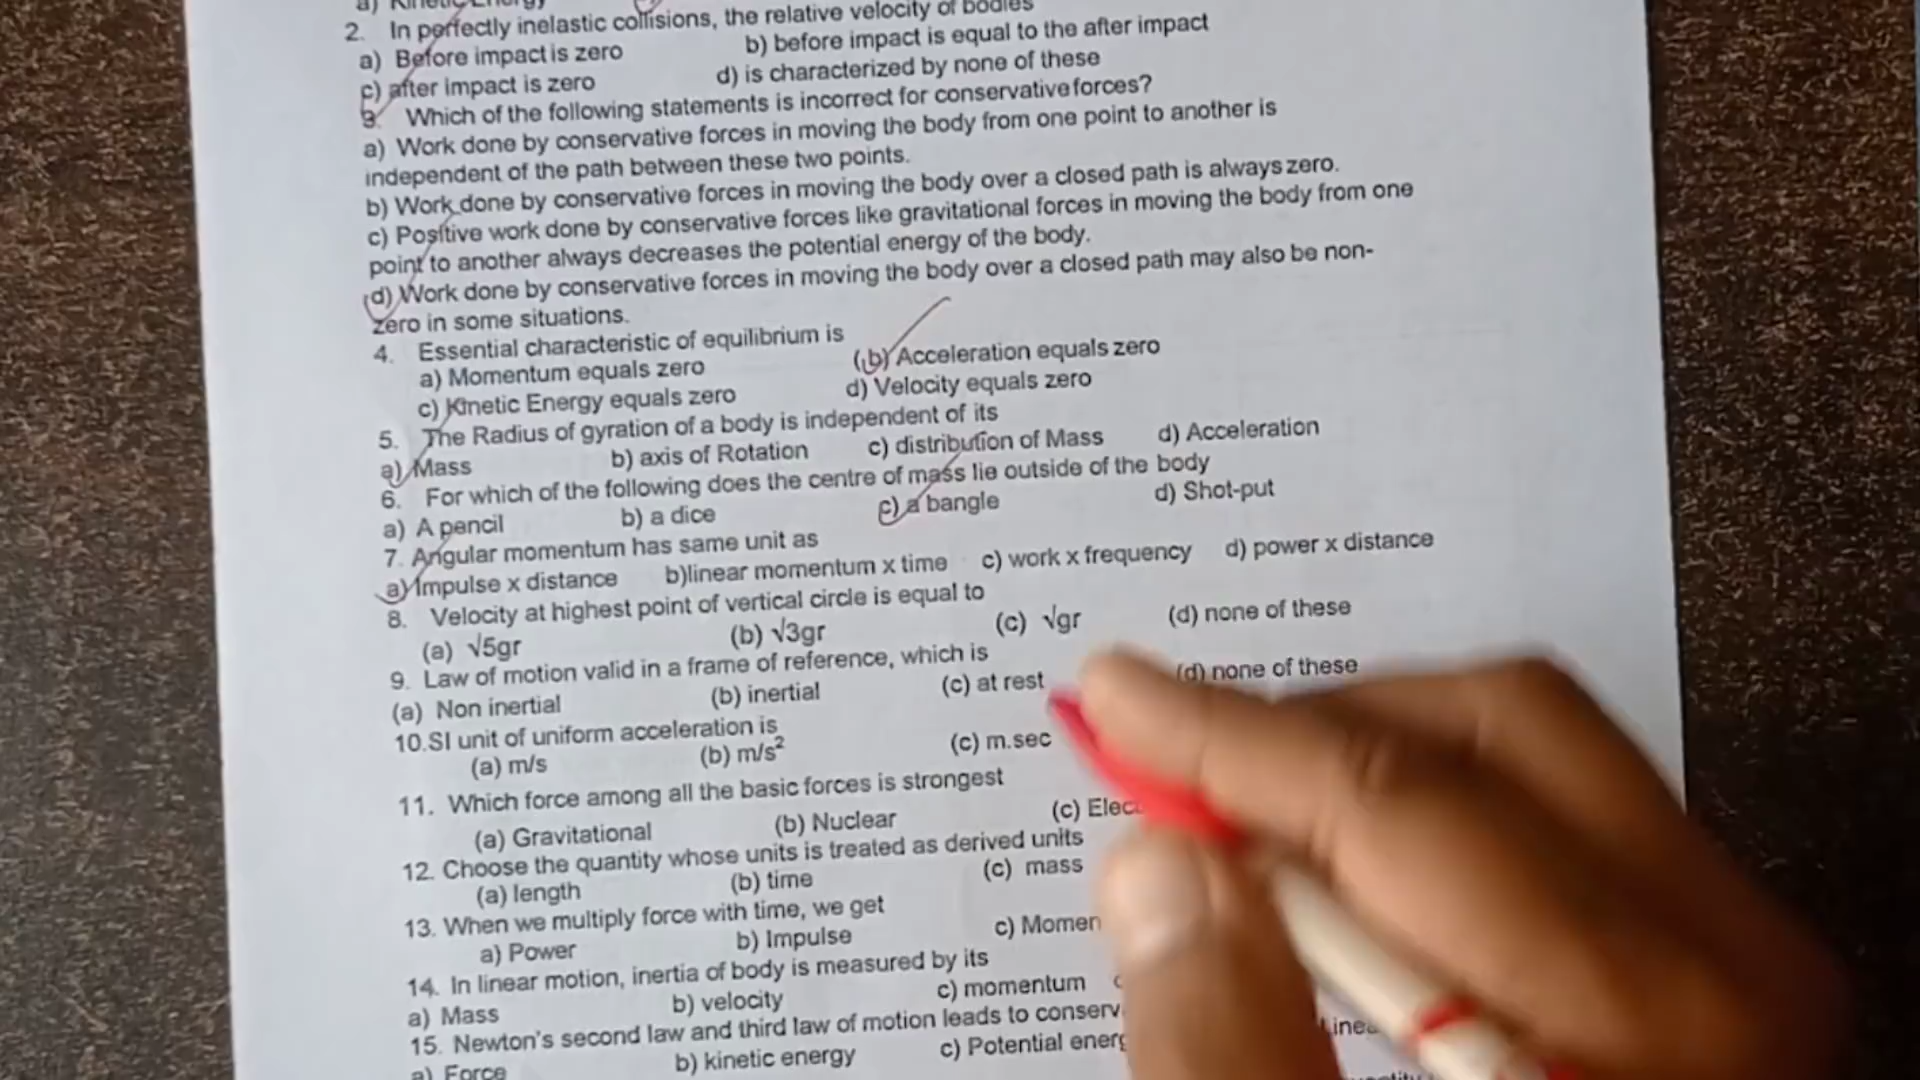 a) Kinetic Energy
2. In perfectly inelastic collisions, the relative velocity of bodies
a) Before impact is zero b) before impact is equal to the after impact
c) after impact is zero d) is characterized by none of these
3. Which of the following statements is incorrect for conservative forces?
a) Work done by conservative forces in moving the body from one point to another is
independent of the path between these two points.
b) Work done by conservative forces in moving the body over a closed path is always zero.
c) Positive work done by conservative forces like gravitational forces in moving the body from one
point to another always decreases the potential energy of the body.
d) Work done by conservative forces in moving the body over a closed path may also be non-
zero in some situations.
4. Essential characteristic of equilibrium is
a) Momentum equals zero (b) Acceleration equals zero
c) Kinetic Energy equals zero d) Velocity equals zero
5. The Radius of gyration of a body is independent of its
a) Mass b) axis of Rotation c) distribution of Mass d) Acceleration
6. For which of the following does the centre of mass lie outside of the body
a) A pencil b) a dice c) a bangle d) Shot-put
7. Angular momentum has same unit as
a) Impulse x distance b)linear momentum x time c) work x frequency d) power x distance
8. Velocity at highest point of vertical circle is equal to
(a) √5gr (b) √3gr (c) √gr (d) none of these
9. Law of motion valid in a frame of reference, which is
(a) Non inertial (b) inertial (c) at rest (d) none of these
10.SI unit of uniform acceleration is
(a) m/s (b) m/s² (c) m.sec
11. Which force among all the basic forces is strongest
(a) Gravitational (b) Nuclear (c) Elec
12. Choose the quantity whose units is treated as derived units
(a) length (b) time (c) mass
13. When we multiply force with time, we get
a) Power b) Impulse c) Momen
14. In linear motion, inertia of body is measured by its
a) Mass b) velocity c) momentum
15. Newton's second law and third law of motion leads to conserv
a) Force b) kinetic energy c) Potential energ Linea